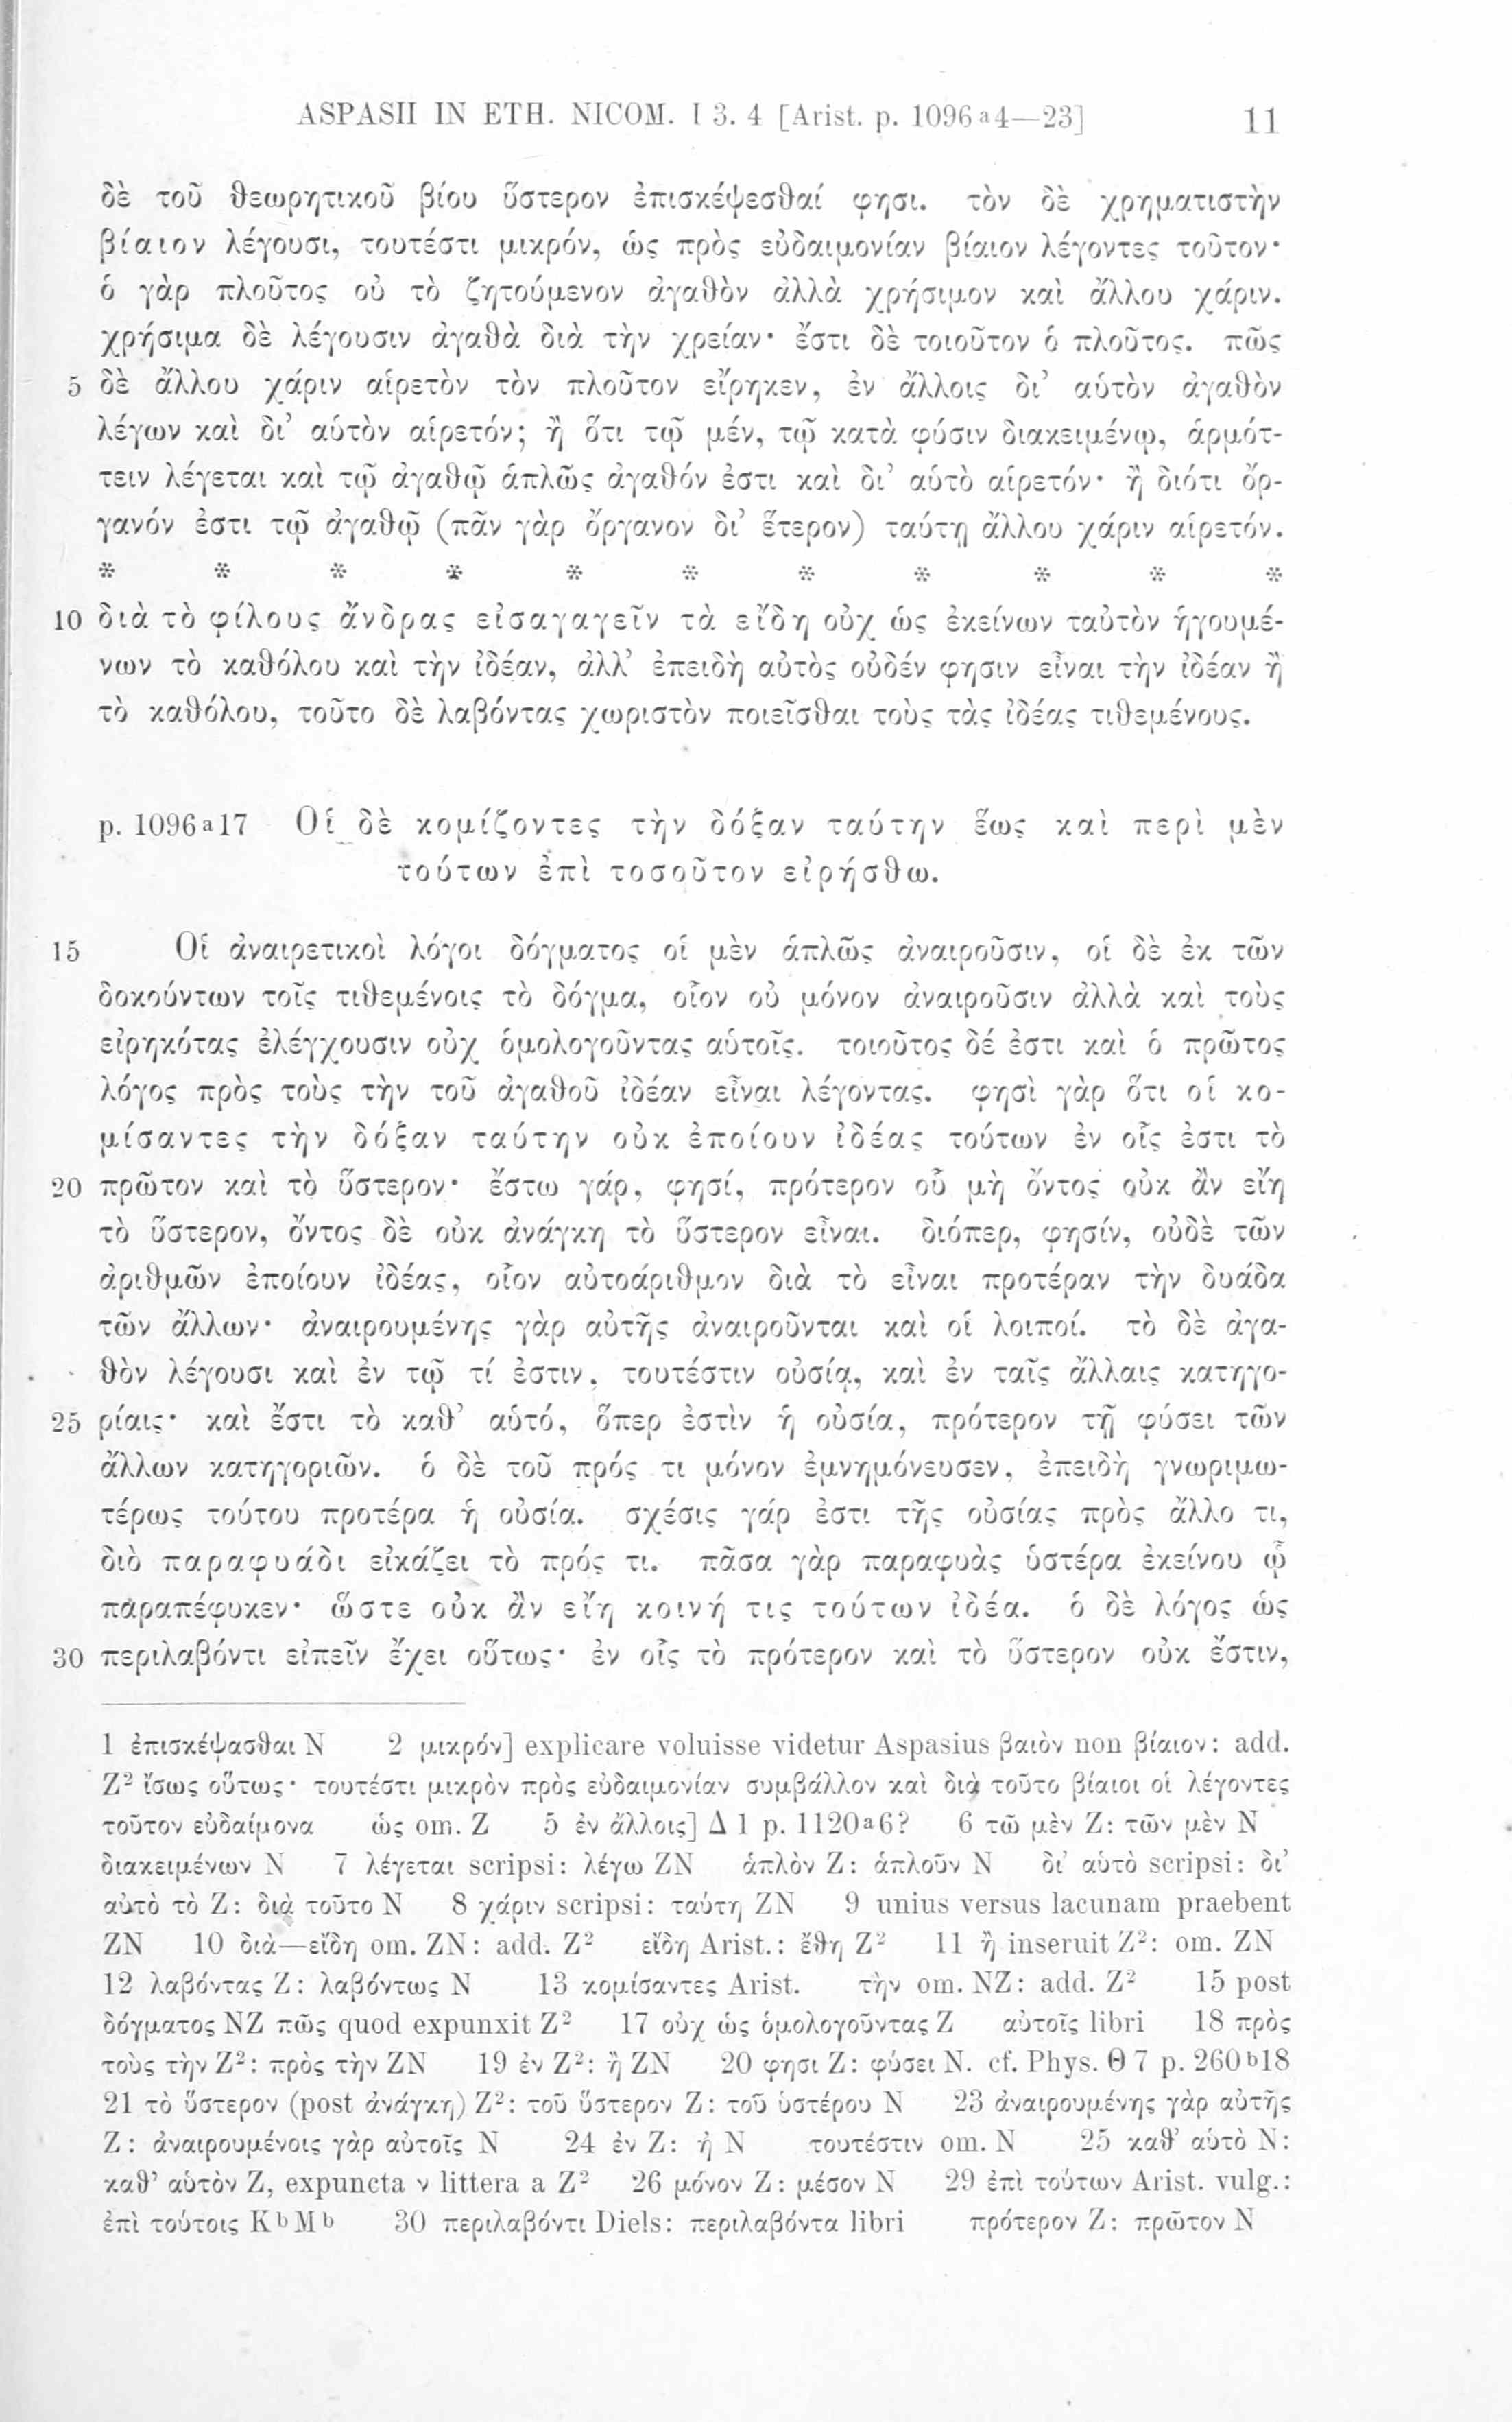 ASPASII IN ETH. NICOM. I 3. 4 [Arist. p. 1096 a 4—23] 11
δὲ τοῦ θεωρητικοῦ βίου ὕστερον ἐπισκέψεσθαί φησι. τὸν δὲ χρηματιστὴν
βίαιον λέγουσι, τουτέστι μικρόν, ὡς πρὸς εὐδαιμονίαν βίαιον λέγοντες τοῦτον·
ὁ γὰρ πλοῦτος οὐ τὸ ζητούμενον ἀγαθὸν ἀλλὰ χρήσιμον καὶ ἄλλου χάριν.
χρήσιμα δὲ λέγουσιν ἀγαθὰ διὰ τὴν χρείαν· ἔστι δὲ τοιοῦτον ὁ πλοῦτος. πῶς
5 δὲ ἄλλου χάριν αἱρετὸν τὸν πλοῦτον εἴρηκεν, ἐν ἄλλοις δι’ αὑτὸν ἀγαθὸν
λέγων καὶ δι’ αὑτὸν αἱρετόν; ἢ ὅτι τῷ μέν, τῷ κατὰ φύσιν διακειμένῳ, ἁρμότ-
τειν λέγεται καὶ τῷ ἀγαθῷ ἁπλῶς ἀγαθόν ἐστι καὶ δι’ αὑτὸ αἱρετόν· ἢ διότι ὄρ-
γανόν ἐστι τῷ ἀγαθῷ (πᾶν γὰρ ὄργανον δι’ ἕτερον) ταύτῃ ἄλλου χάριν αἱρετόν.
* * * * * * * * * * *
10 διὰ τὸ φίλους ἄνδρας εἰσαγαγεῖν τὰ εἴδη οὐχ ὡς ἐκείνων ταὐτὸν ἡγουμέ-
νων τὸ καθόλου καὶ τὴν ἰδέαν, ἀλλ’ ἐπειδὴ αὐτὸς οὐδέν φησιν εἶναι τὴν ἰδέαν ἢ
τὸ καθόλου, τοῦτο δὲ λαβόντας χωριστὸν ποιεῖσθαι τοὺς τὰς ἰδέας τιθεμένους.
p. 1096 a 17 Οἱ δὲ κομίζοντες τὴν δόξαν ταύτην ἕως καὶ περὶ μὲν
τούτων ἐπὶ τοσοῦτον εἰρήσθω.
15 Οἱ ἀναιρετικοὶ λόγοι δόγματος οἱ μὲν ἁπλῶς ἀναιροῦσιν, οἱ δὲ ἐκ τῶν
δοκούντων τοῖς τιθεμένοις τὸ δόγμα, οἷον οὐ μόνον ἀναιροῦσιν ἀλλὰ καὶ τοὺς
εἰρηκότας ἐλέγχουσιν οὐχ ὁμολογοῦντας αὑτοῖς. τοιοῦτος δέ ἐστι καὶ ὁ πρῶτος
λόγος πρὸς τοὺς τὴν τοῦ ἀγαθοῦ ἰδέαν εἶναι λέγοντας. φησὶ γὰρ ὅτι οἱ κο-
μίσαντες τὴν δόξαν ταύτην οὐκ ἐποίουν ἰδέας τούτων ἐν οἷς ἐστι τὸ
20 πρῶτον καὶ τὸ ὕστερον· ἔστω γάρ, φησί, πρότερον οὗ μὴ ὄντος οὐκ ἂν εἴη
τὸ ὕστερον, ὄντος δὲ οὐκ ἀνάγκη τὸ ὕστερον εἶναι. διόπερ, φησίν, οὐδὲ τῶν
ἀριθμῶν ἐποίουν ἰδέας, οἷον αὐτοάριθμον διὰ τὸ εἶναι προτέραν τὴν δυάδα
τῶν ἄλλων· ἀναιρουμένης γὰρ αὐτῆς ἀναιροῦνται καὶ οἱ λοιποί. τὸ δὲ ἀγα-
θὸν λέγουσι καὶ ἐν τῷ τί ἐστιν, τουτέστιν οὐσίᾳ, καὶ ἐν ταῖς ἄλλαις κατηγο-
25 ρίαις· καὶ ἔστι τὸ καθ’ αὑτό, ὅπερ ἐστὶν ἡ οὐσία, πρότερον τῇ φύσει τῶν
ἄλλων κατηγοριῶν. ὁ δὲ τοῦ πρός τι μόνον ἐμνημόνευσεν, ἐπειδὴ γνωριμω-
τέρως τούτου προτέρα ἡ οὐσία. σχέσις γάρ ἐστι τῆς οὐσίας πρὸς ἄλλο τι,
διὸ παραφυάδι εἰκάζει τὸ πρός τι. πᾶσα γὰρ παραφυὰς ὑστέρα ἐκείνου ᾧ
παραπέφυκεν· ὥστε οὐκ ἂν εἴη κοινή τις τούτων ἰδέα. ὁ δὲ λόγος ὡς
30 περιλαβόντι εἰπεῖν ἔχει οὕτως· ἐν οἷς τὸ πρότερον καὶ τὸ ὕστερον οὐκ ἔστιν,
1 ἐπισκέψασθαι N 2 μικρόν] explicare voluisse videtur Aspasius βαιὸν non βίαιον: add.
Z² ἴσως οὕτως· τουτέστι μικρὸν πρὸς εὐδαιμονίαν συμβάλλον καὶ διὰ τοῦτο βίαιοι οἱ λέγοντες
τοῦτον εὐδαίμονα ὡς om. Z 5 ἐν ἄλλοις] Δ 1 p. 1120 a 6? 6 τῶ μὲν Z: τῶν μὲν N
διακειμένων N 7 λέγεται scripsi: λέγω ZN ἁπλὸν Z: ἁπλοῦν N δι’ αὑτὸ scripsi: δι’
αὐτὸ τὸ Z: διὰ τοῦτο N 8 χάριν scripsi: ταύτῃ ZN 9 unius versus lacunam praebent
ZN 10 διὰ—εἴδη om. ZN: add. Z² εἴδη Arist.: ἔθη Z² 11 ἢ inseruit Z²: om. ZN
12 λαβόντας Z: λαβόντως N 13 κομίσαντες Arist. τὴν om. NZ: add. Z² 15 post
δόγματος NZ πῶς quod expunxit Z² 17 οὐχ ὡς ὁμολογοῦντας Z αὐτοῖς libri 18 πρὸς
τοὺς τὴν Z²: πρὸς τὴν ZN 19 ἐν Z²: ἢ ZN 20 φησι Z: φύσει N. cf. Phys. Θ 7 p. 260 b 18
21 τὸ ὕστερον (post ἀνάγκη) Z²: τοῦ ὕστερον Z: τοῦ ὑστέρου N 23 ἀναιρουμένης γὰρ αὐτῆς
Z: ἀναιρουμένοις γὰρ αὐτοῖς N 24 ἐν Z: ἡ N τουτέστιν om. N 25 καθ’ αὑτὸ N:
καθ’ αὑτὸν Z, expuncta ν littera a Z² 26 μόνον Z: μέσον N 29 ἐπὶ τούτων Arist. vulg.:
ἐπὶ τούτοις Kᵇ Mᵇ 30 περιλαβόντι Diels: περιλαβόντα libri πρότερον Z: πρῶτον N